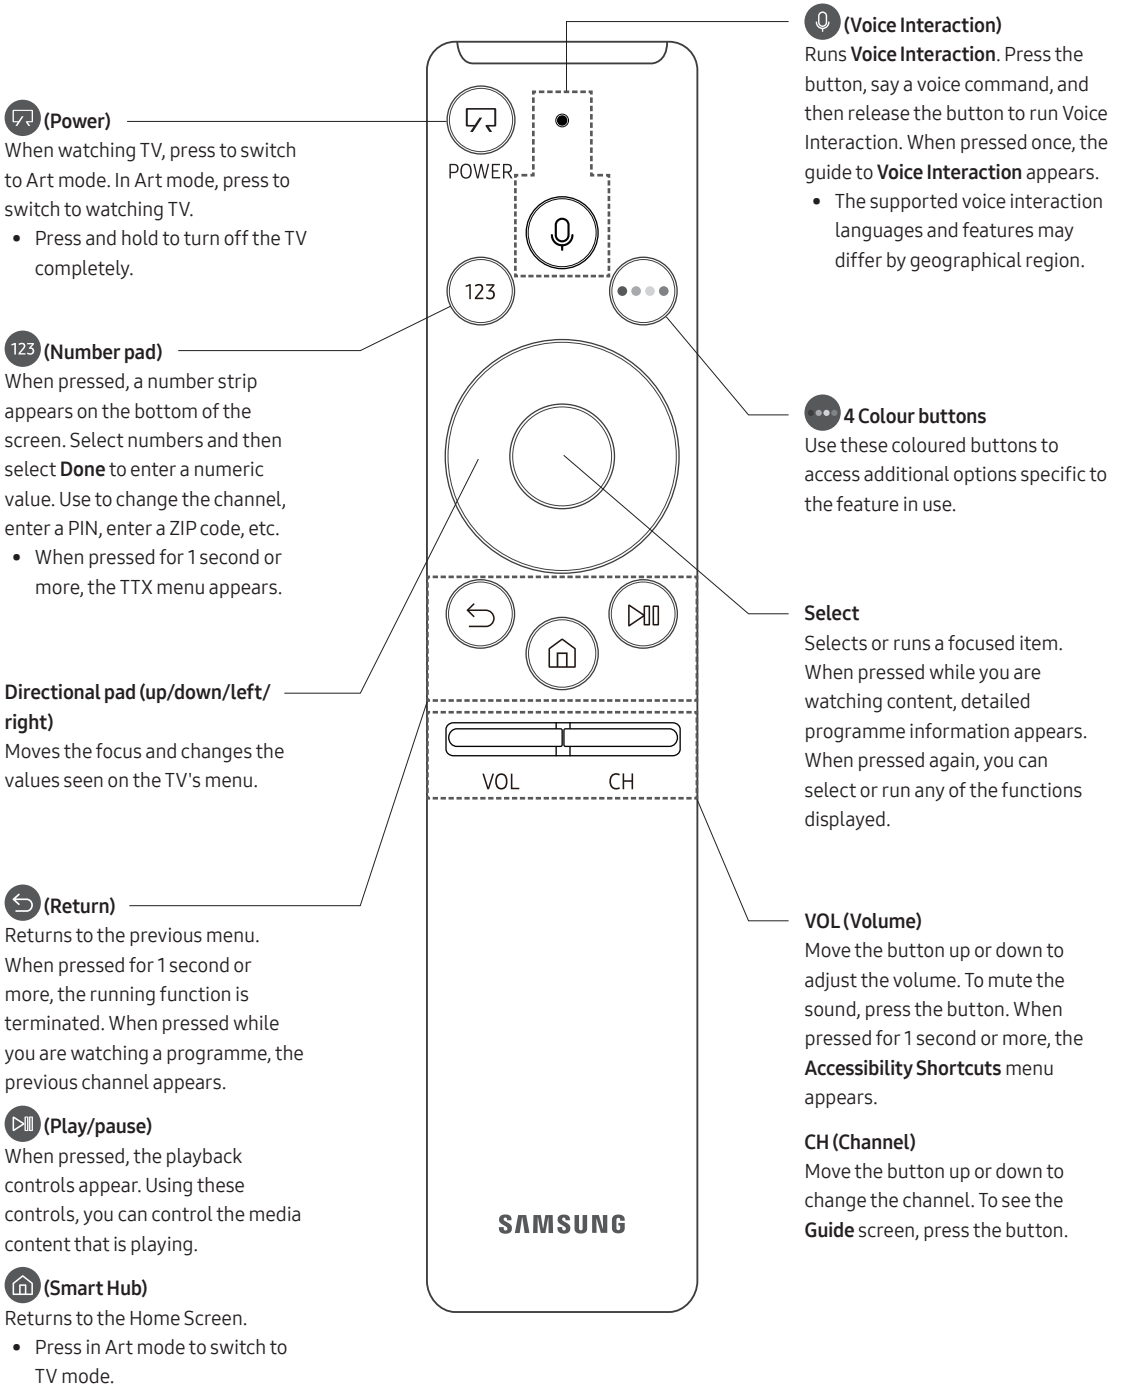 (Power)
When watching TV, press to switch
to Art mode. In Art mode, press to
switch to watching TV.
• Press and hold to turn off the TV
completely.
123 (Number pad)
When pressed, a number strip
appears on the bottom of the
screen. Select numbers and then
select Done to enter a numeric
value. Use to change the channel,
enter a PIN, enter a ZIP code, etc.
• When pressed for 1 second or
more, the TTX menu appears.
Directional pad (up/down/left/
right)
Moves the focus and changes the
values seen on the TV's menu.
(Return)
Returns to the previous menu.
When pressed for 1 second or
more, the running function is
terminated. When pressed while
you are watching a programme, the
previous channel appears.
(Play/pause)
When pressed, the playback
controls appear. Using these
controls, you can control the media
content that is playing.
(Smart Hub)
Returns to the Home Screen.
• Press in Art mode to switch to
TV mode.
POWER
123
VOL CH
SAMSUNG
(Voice Interaction)
Runs Voice Interaction. Press the
button, say a voice command, and
then release the button to run Voice
Interaction. When pressed once, the
guide to Voice Interaction appears.
• The supported voice interaction
languages and features may
differ by geographical region.
4 Colour buttons
Use these coloured buttons to
access additional options specific to
the feature in use.
Select
Selects or runs a focused item.
When pressed while you are
watching content, detailed
programme information appears.
When pressed again, you can
select or run any of the functions
displayed.
VOL (Volume)
Move the button up or down to
adjust the volume. To mute the
sound, press the button. When
pressed for 1 second or more, the
Accessibility Shortcuts menu
appears.
CH (Channel)
Move the button up or down to
change the channel. To see the
Guide screen, press the button.